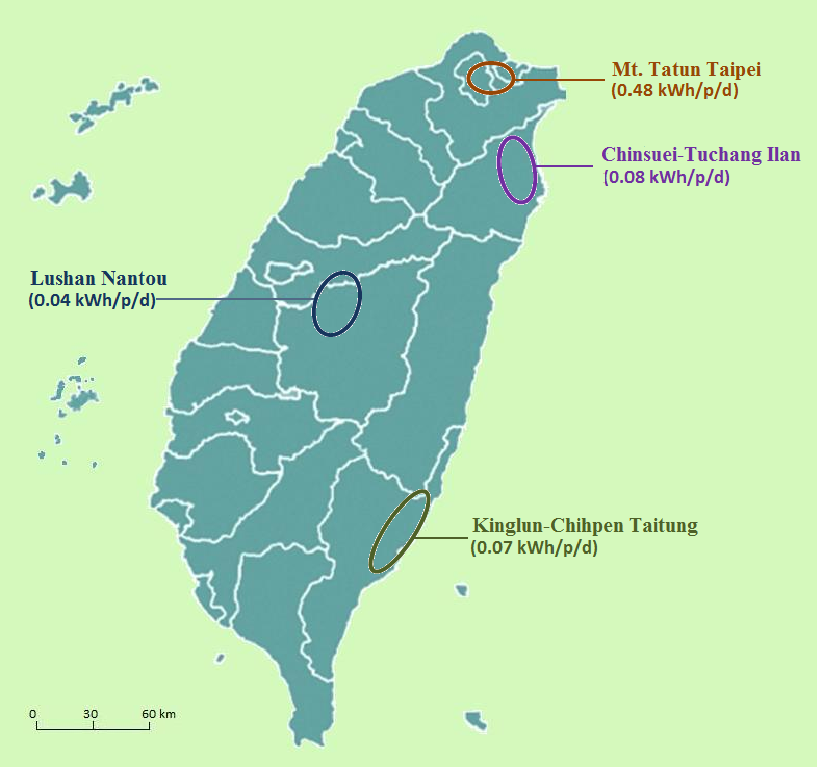 Mt. Tatun Taipei
(0.48 kWh/p/d)
Chinsuei-Tuchang Ilan
(0.08 kWh/p/d)
Lushan Nantou
(0.04 kWh/p/d)
Kinglun-Chihpen Taitung
(0.07 kWh/p/d)
0 30 60 km